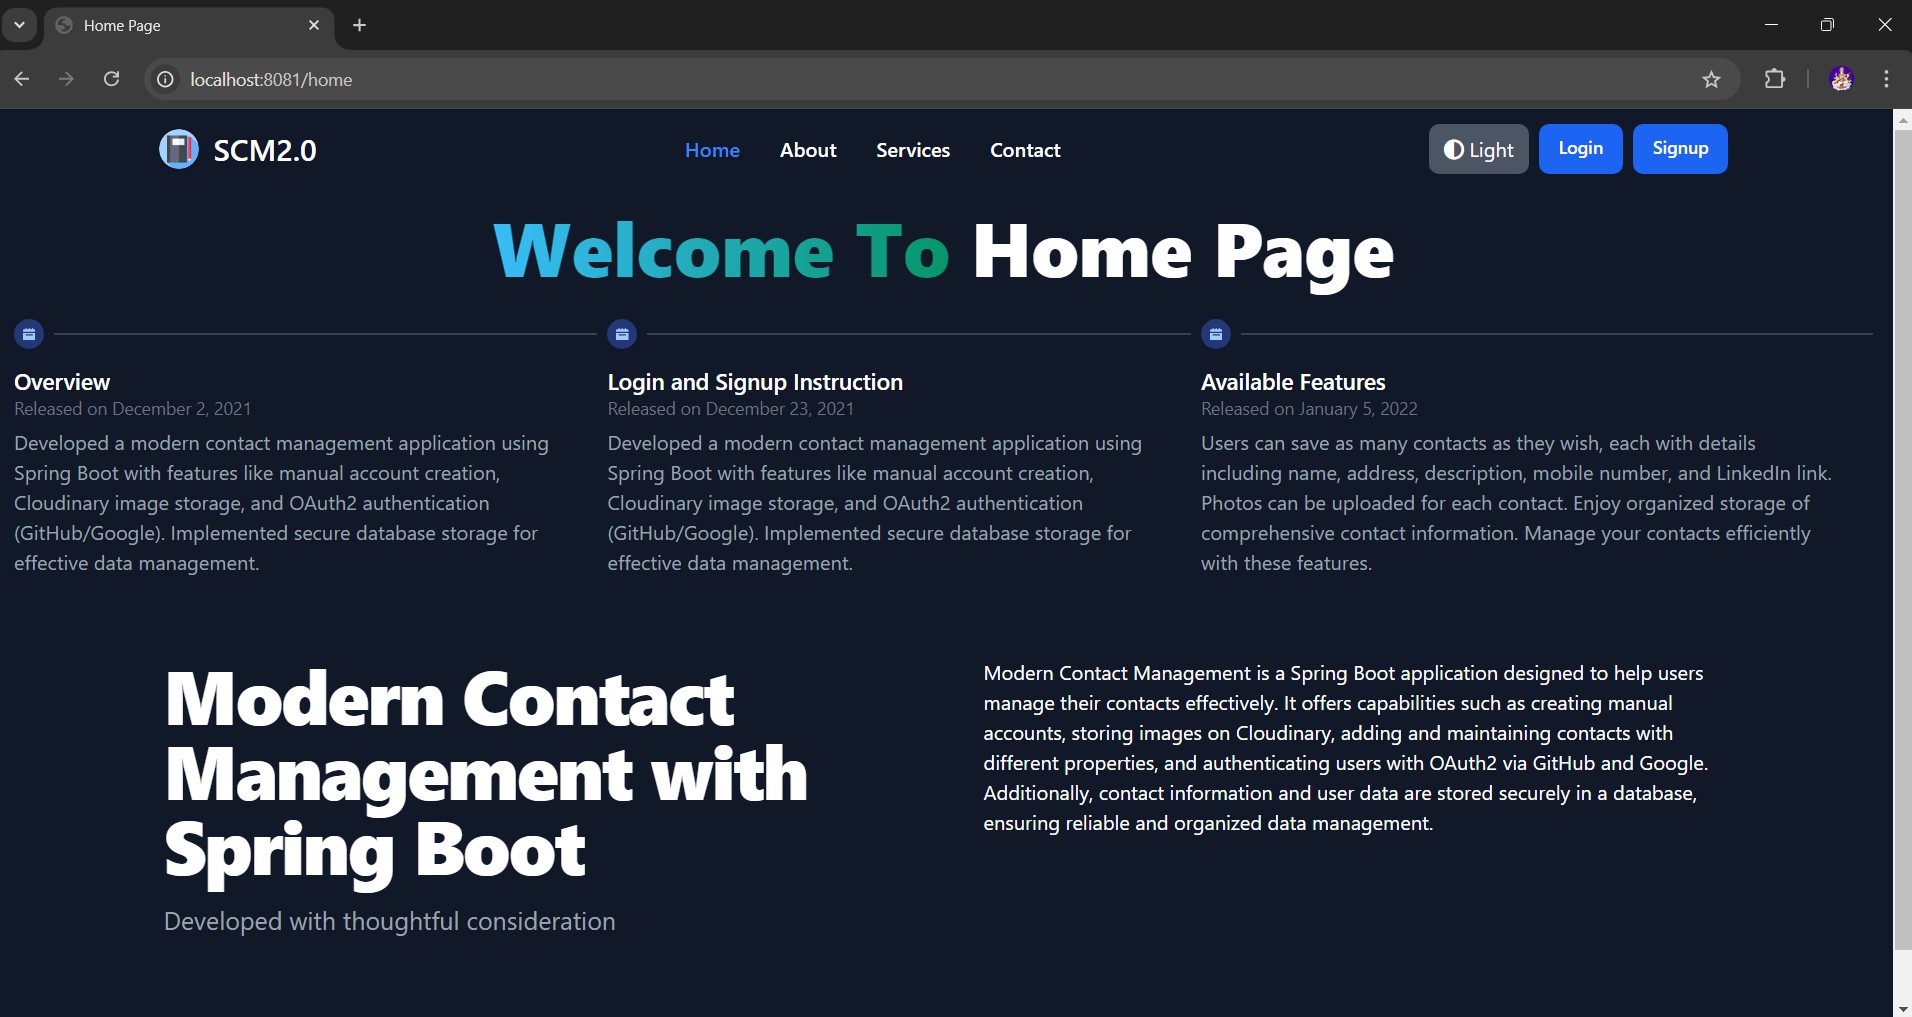 Home Page
localhost:8081/home
SCM2.0
Home
About
Services
Contact
Light
Login
Signup
Welcome To Home Page
Overview
Released on December 2, 2021
Developed a modern contact management application using
Spring Boot with features like manual account creation,
Cloudinary image storage, and OAuth2 authentication
(GitHub/Google). Implemented secure database storage for
effective data management.
Login and Signup Instruction
Released on December 23, 2021
Developed a modern contact management application using
Spring Boot with features like manual account creation,
Cloudinary image storage, and OAuth2 authentication
(GitHub/Google). Implemented secure database storage for
effective data management.
Available Features
Released on January 5, 2022
Users can save as many contacts as they wish, each with details
including name, address, description, mobile number, and LinkedIn link.
Photos can be uploaded for each contact. Enjoy organized storage of
comprehensive contact information. Manage your contacts efficiently
with these features.
Modern Contact
Management with
Spring Boot
Developed with thoughtful consideration
Modern Contact Management is a Spring Boot application designed to help users
manage their contacts effectively. It offers capabilities such as creating manual
accounts, storing images on Cloudinary, adding and maintaining contacts with
different properties, and authenticating users with OAuth2 via GitHub and Google.
Additionally, contact information and user data are stored securely in a database,
ensuring reliable and organized data management.